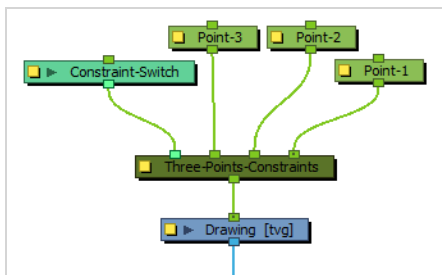 Point-3
Point-2
Constraint-Switch
Point-1
Three-Points-Constraints
Drawing [tvg]